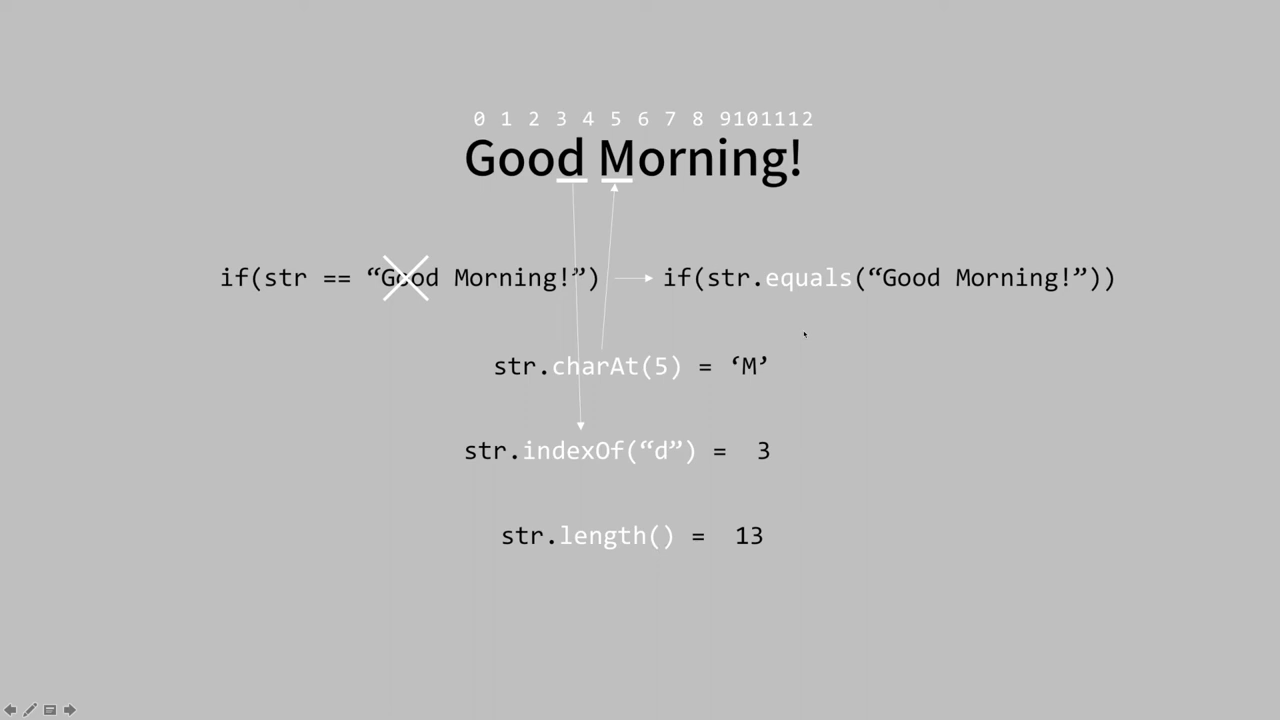 0 1 2 3 4 5 6 7 8 9101112
Good Morning!
if(str == “Good Morning!”) if(str.equals(“Good Morning!”))
str.charAt(5) = ‘M’
str.indexOf(“d”) = 3
str.length() = 13